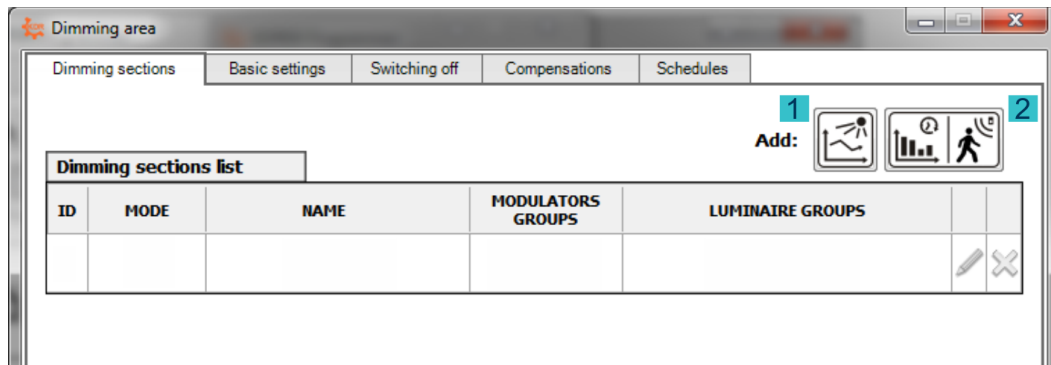 Dimming area
Dimming sections Basic settings Switching off Compensations Schedules
1 2
Add:
Dimming sections list
ID MODE NAME MODULATORS GROUPS LUMINAIRE GROUPS